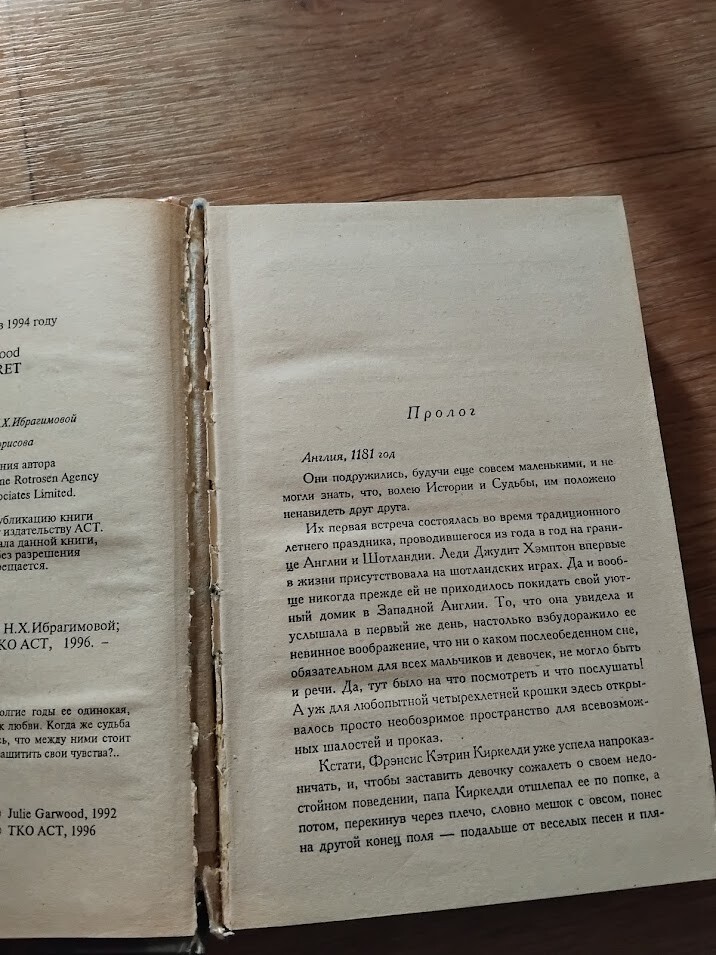 в 1994 году
ood
RET
Х.Ибрагимовой
орисова
ния автора
ne Rotrosen Agency
ociates Limited.
убликацию книги
издательству АСТ.
ала данной книги,
без разрешения
ещается.
Н.Х.Ибрагимовой;
ТКО АСТ, 1996. –
олгие годы ее одинокая,
к любви. Когда же судьба
сь, что между ними стоит
ащитить свои чувства?..
Julie Garwood, 1992
© ТКО АСТ, 1996
Пролог
Англия, 1181 год
Они подружились, будучи еще совсем маленькими, и не
могли знать, что, волею Истории и Судьбы, им положено
ненавидеть друг друга.
Их первая встреча состоялась во время традиционного
летнего праздника, проводившегося из года в год на грани-
це Англии и Шотландии. Леди Джудит Хэмптон впервые
в жизни присутствовала на шотландских играх. Да и вооб-
ще никогда прежде ей не приходилось покидать свой уют-
ный домик в Западной Англии. То, что она увидела и
услышала в первый же день, настолько взбудоражило ее
невинное воображение, что ни о каком послеобеденном сне,
обязательном для всех мальчиков и девочек, не могло быть
и речи. Да, тут было на что посмотреть и что послушать!
А уж для любопытной четырехлетней крошки здесь откры-
валось просто необозримое пространство для всевозмож-
ных шалостей и проказ.
Кстати, Фрэнсис Кэтрин Киркелди уже успела напроказ-
ничать, и, чтобы заставить девочку сожалеть о своем недо-
стойном поведении, папа Киркелди отшлепал ее по попке, а
потом, перекинув через плечо, словно мешок с овсом, понес
на другой конец поля — подальше от веселых песен и пля-